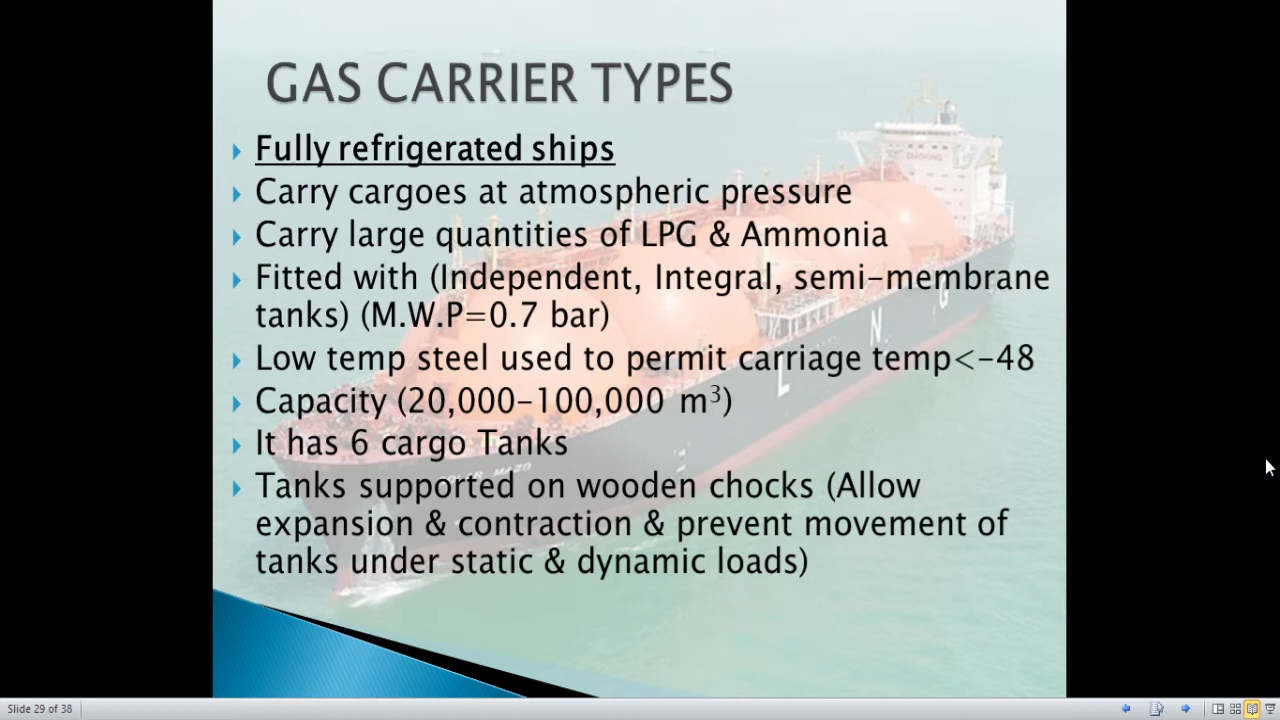 GAS CARRIER TYPES
Fully refrigerated ships
Carry cargoes at atmospheric pressure
Carry large quantities of LPG & Ammonia
Fitted with (Independent, Integral, semi-membrane
tanks) (M.W.P=0.7 bar)
Low temp steel used to permit carriage temp<-48
Capacity (20,000-100,000 m³)
It has 6 cargo Tanks
Tanks supported on wooden chocks (Allow
expansion & contraction & prevent movement of
tanks under static & dynamic loads)
L N G
Slide 29 of 38